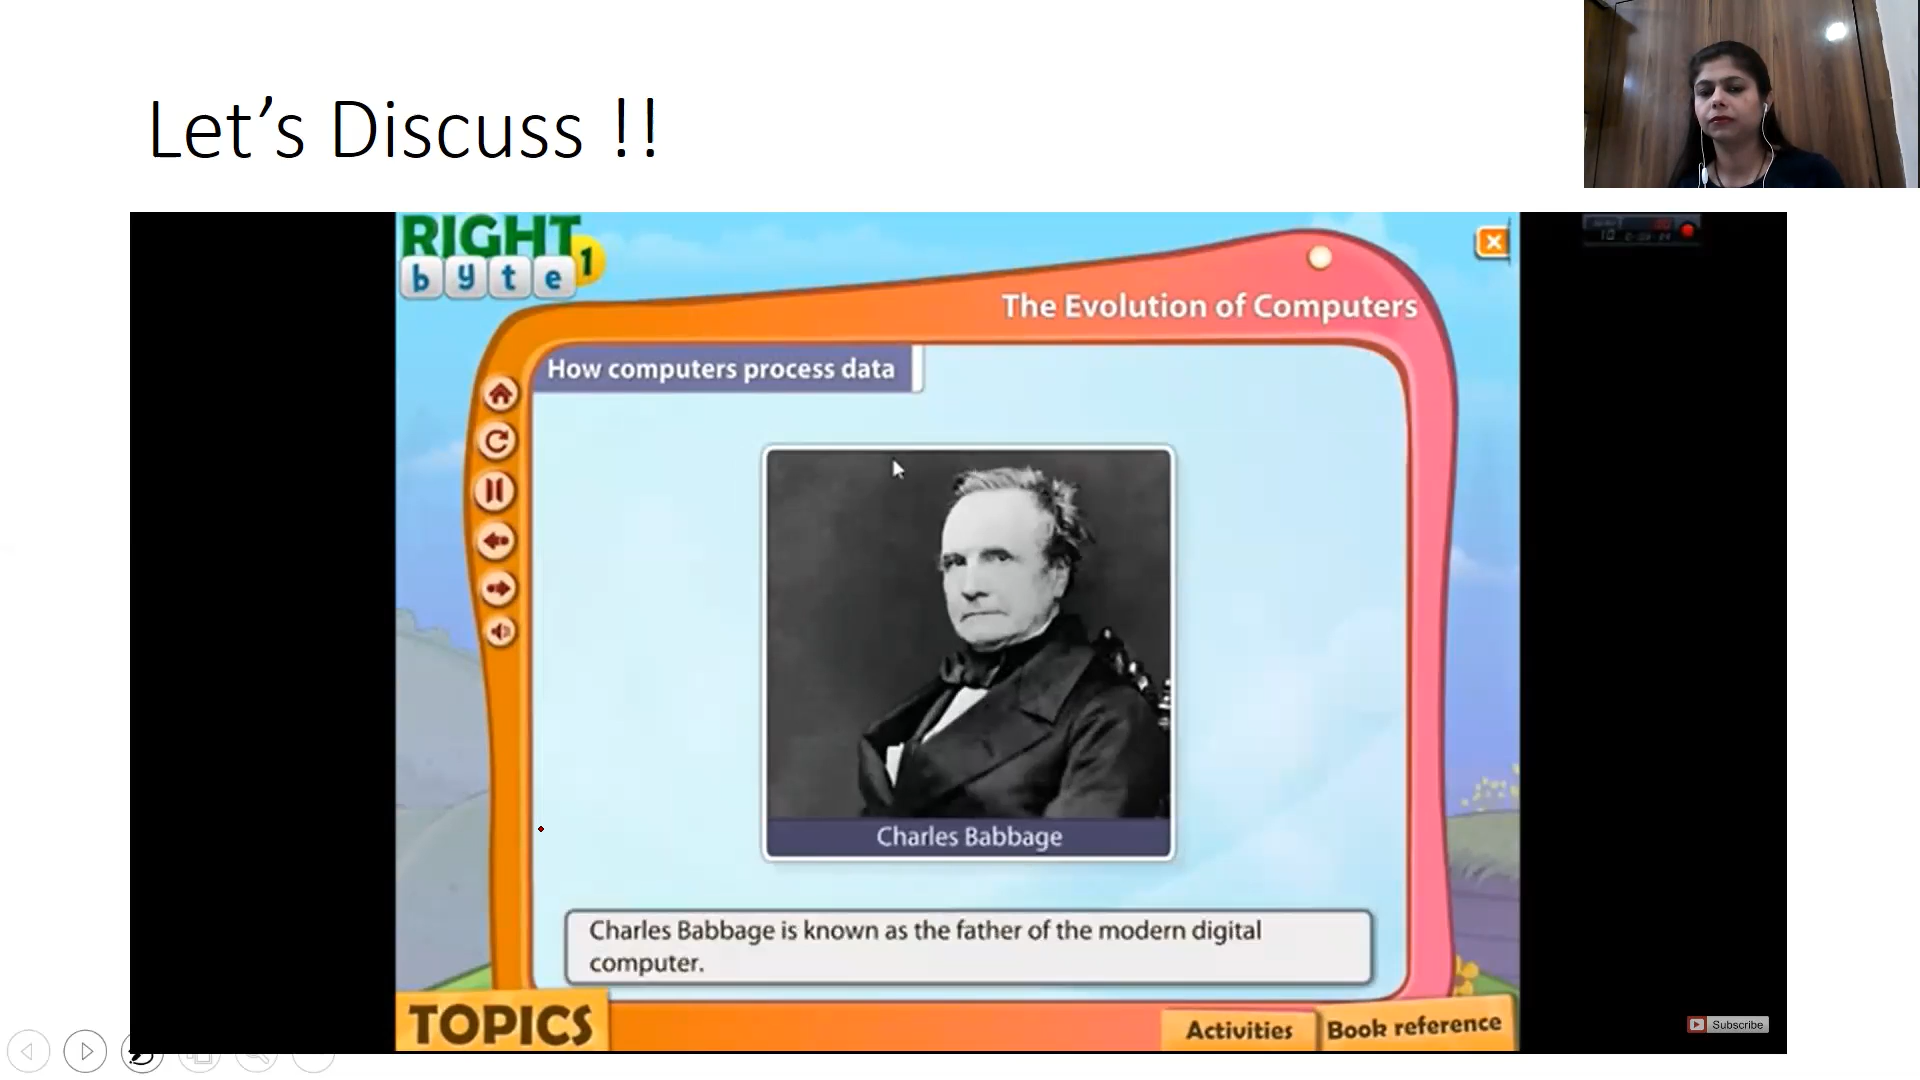 Let's Discuss !!
RIGHT
byte 1
The Evolution of Computers
How computers process data
Charles Babbage
Charles Babbage is known as the father of the modern digital
computer.
TOPICS
Activities
Book reference
Subscribe